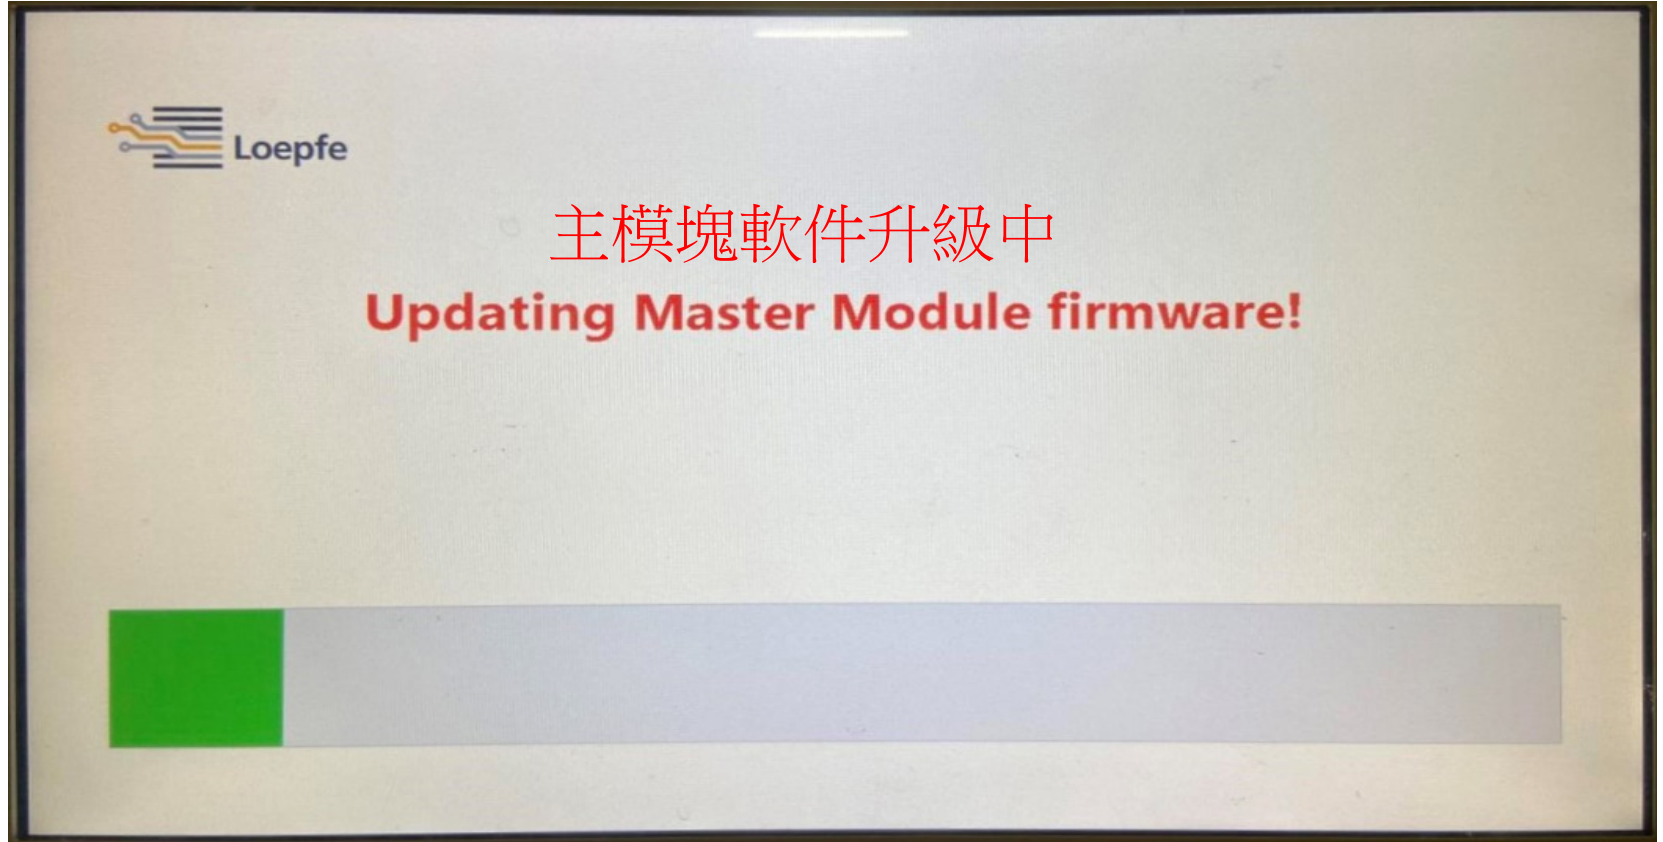 Loepfe
主模塊軟件升級中
Updating Master Module firmware!